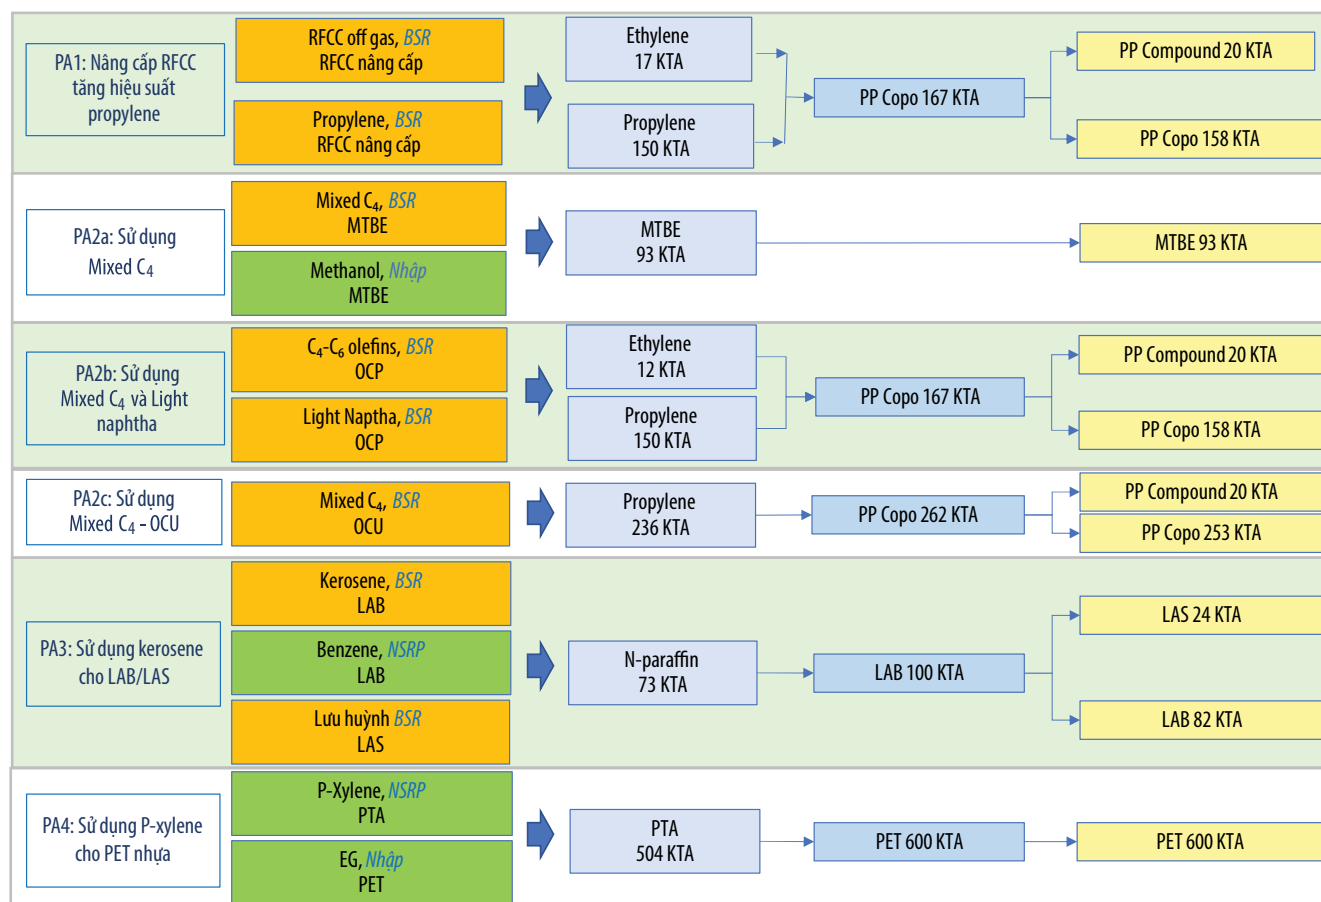 PA1: Nâng cấp RFCC
tăng hiệu suất
propylene
RFCC off gas, BSR
RFCC nâng cấp
Propylene, BSR
RFCC nâng cấp
Ethylene
17 KTA
Propylene
150 KTA
PP Copo 167 KTA
PP Compound 20 KTA
PP Copo 158 KTA
PA2a: Sử dụng
Mixed C₄
Mixed C₄, BSR
MTBE
Methanol, Nhập
MTBE
MTBE
93 KTA
MTBE 93 KTA
PA2b: Sử dụng
Mixed C₄ và Light
naphtha
C₄-C₆ olefins, BSR
OCP
Light Naptha, BSR
OCP
Ethylene
12 KTA
Propylene
150 KTA
PP Copo 167 KTA
PP Compound 20 KTA
PP Copo 158 KTA
PA2c: Sử dụng
Mixed C₄ - OCU
Mixed C₄, BSR
OCU
Propylene
236 KTA
PP Copo 262 KTA
PP Compound 20 KTA
PP Copo 253 KTA
PA3: Sử dụng kerosene
cho LAB/LAS
Kerosene, BSR
LAB
Benzene, NSRP
LAB
Lưu huỳnh BSR
LAS
N-paraffin
73 KTA
LAB 100 KTA
LAS 24 KTA
LAB 82 KTA
PA4: Sử dụng P-xylene
cho PET nhựa
P-Xylene, NSRP
PTA
EG, Nhập
PET
PTA
504 KTA
PET 600 KTA
PET 600 KTA